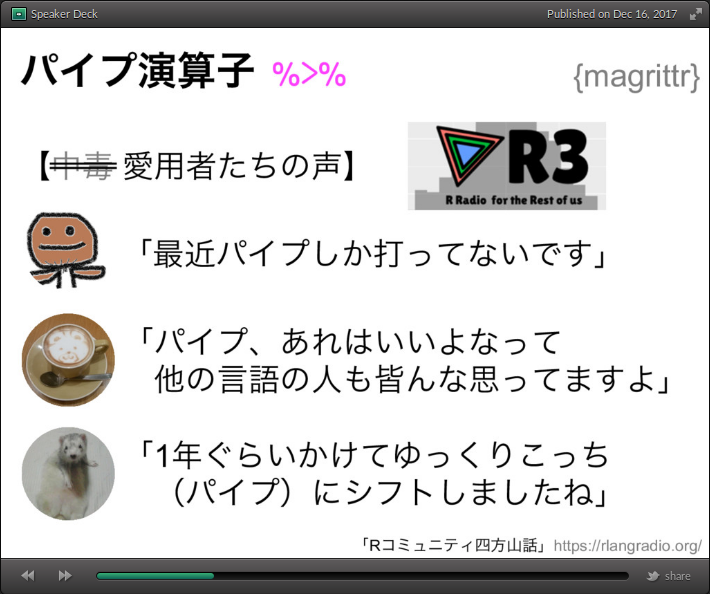 Speaker Deck
Published on Dec 16, 2017
パイプ演算子 %>%
{magrittr}
【中毒 愛用者たちの声】
R3
R Radio for the Rest of us
「最近パイプしか打ってないです」
「パイプ、あれはいいよなって
他の言語の人も皆んな思ってますよ」
「1年ぐらいかけてゆっくりこっち
（パイプ）にシフトしましたね」
「Rコミュニティ四方山話」https://rlangradio.org/
share